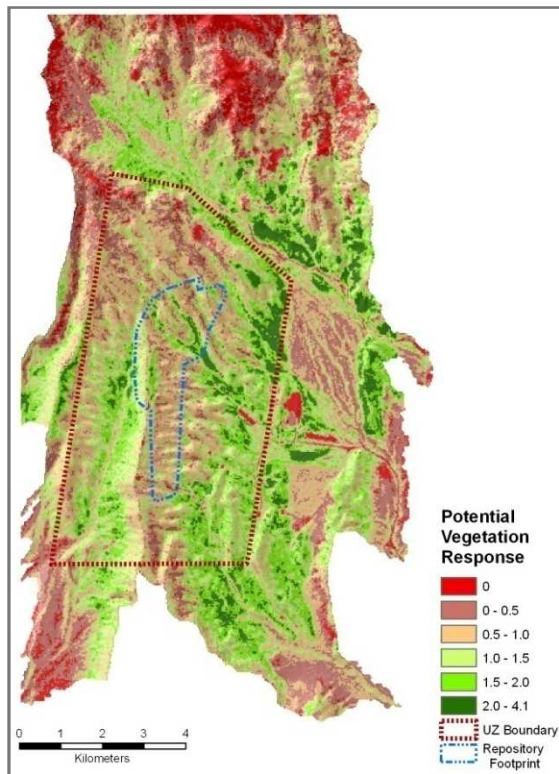 Potential
Vegetation
Response
0
0 - 0.5
0.5 - 1.0
1.0 - 1.5
1.5 - 2.0
2.0 - 4.1
UZ Boundary
Repository
Footprint
0 1 2 3 4
Kilometers